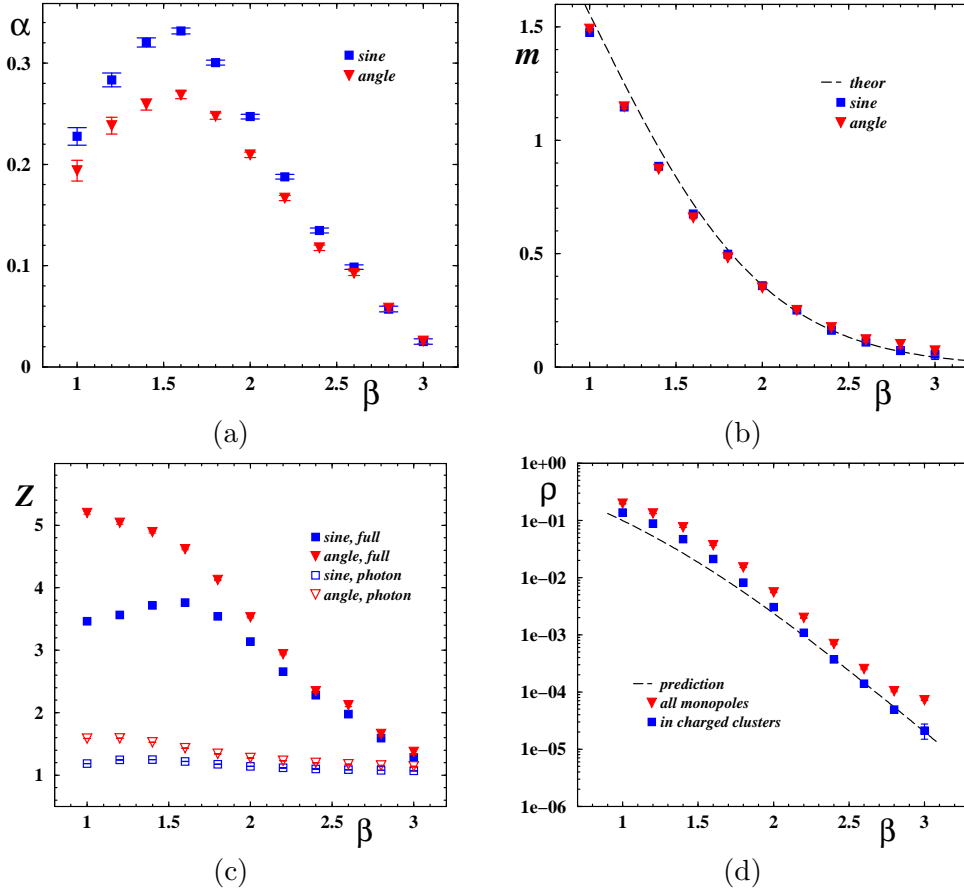 α
0.3
0.2
0.1
0
1
1.5
2
2.5
3
β
sine
angle
(a)
m
1.5
1
0.5
0
1
1.5
2
2.5
3
β
theor
sine
angle
(b)
Z
5
4
3
2
1
1
1.5
2
2.5
3
β
sine, full
angle, full
sine, photon
angle, photon
(c)
ρ
1e+00
1e−01
1e−02
1e−03
1e−04
1e−05
1e−06
1
1.5
2
2.5
3
β
prediction
all monopoles
in charged clusters
(d)